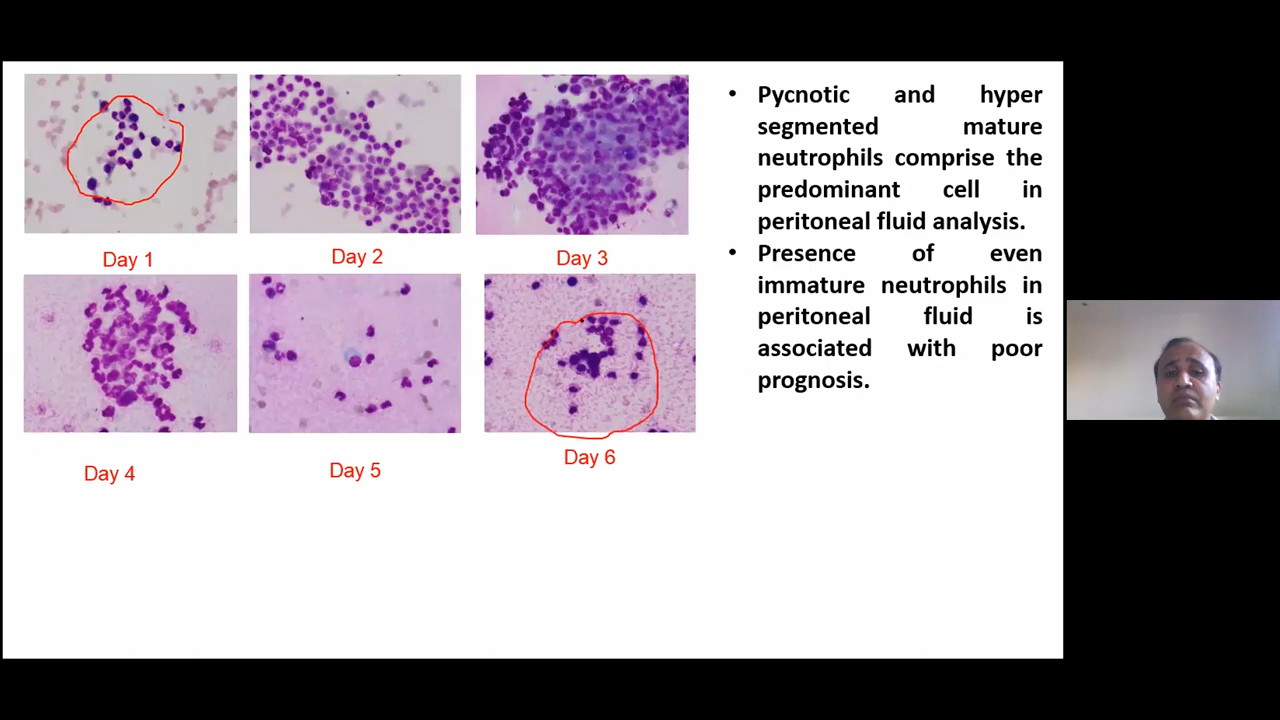 Day 1
Day 2
Day 3
Day 4
Day 5
Day 6
• Pycnotic and hyper
segmented mature
neutrophils comprise the
predominant cell in
peritoneal fluid analysis.
• Presence of even
immature neutrophils in
peritoneal fluid is
associated with poor
prognosis.